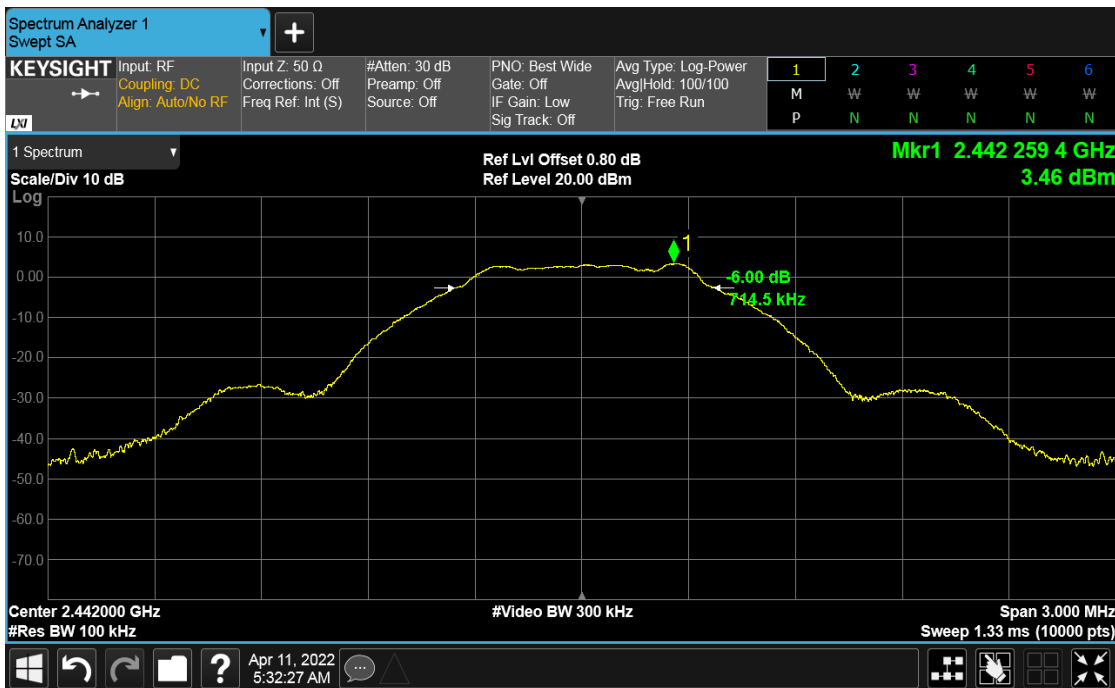 Spectrum Analyzer 1
Swept SA
+
KEYSIGHT
LXI
Input: RF
Coupling: DC
Align: Auto/No RF
Input Z: 50 Ω
Corrections: Off
Freq Ref: Int (S)
#Atten: 30 dB
Preamp: Off
Source: Off
PNO: Best Wide
Gate: Off
IF Gain: Low
Sig Track: Off
Avg Type: Log-Power
Avg|Hold: 100/100
Trig: Free Run
1 2 3 4 5 6
M W W W W W
P N N N N N
1 Spectrum
Scale/Div 10 dB
Ref Lvl Offset 0.80 dB
Ref Level 20.00 dBm
Mkr1 2.442 259 4 GHz
3.46 dBm
Log
10.0
0.00
-10.0
-20.0
-30.0
-40.0
-50.0
-60.0
-70.0
1
-6.00 dB
714.5 kHz
Center 2.442000 GHz
#Res BW 100 kHz
#Video BW 300 kHz
Span 3.000 MHz
Sweep 1.33 ms (10000 pts)
?
Apr 11, 2022
5:32:27 AM